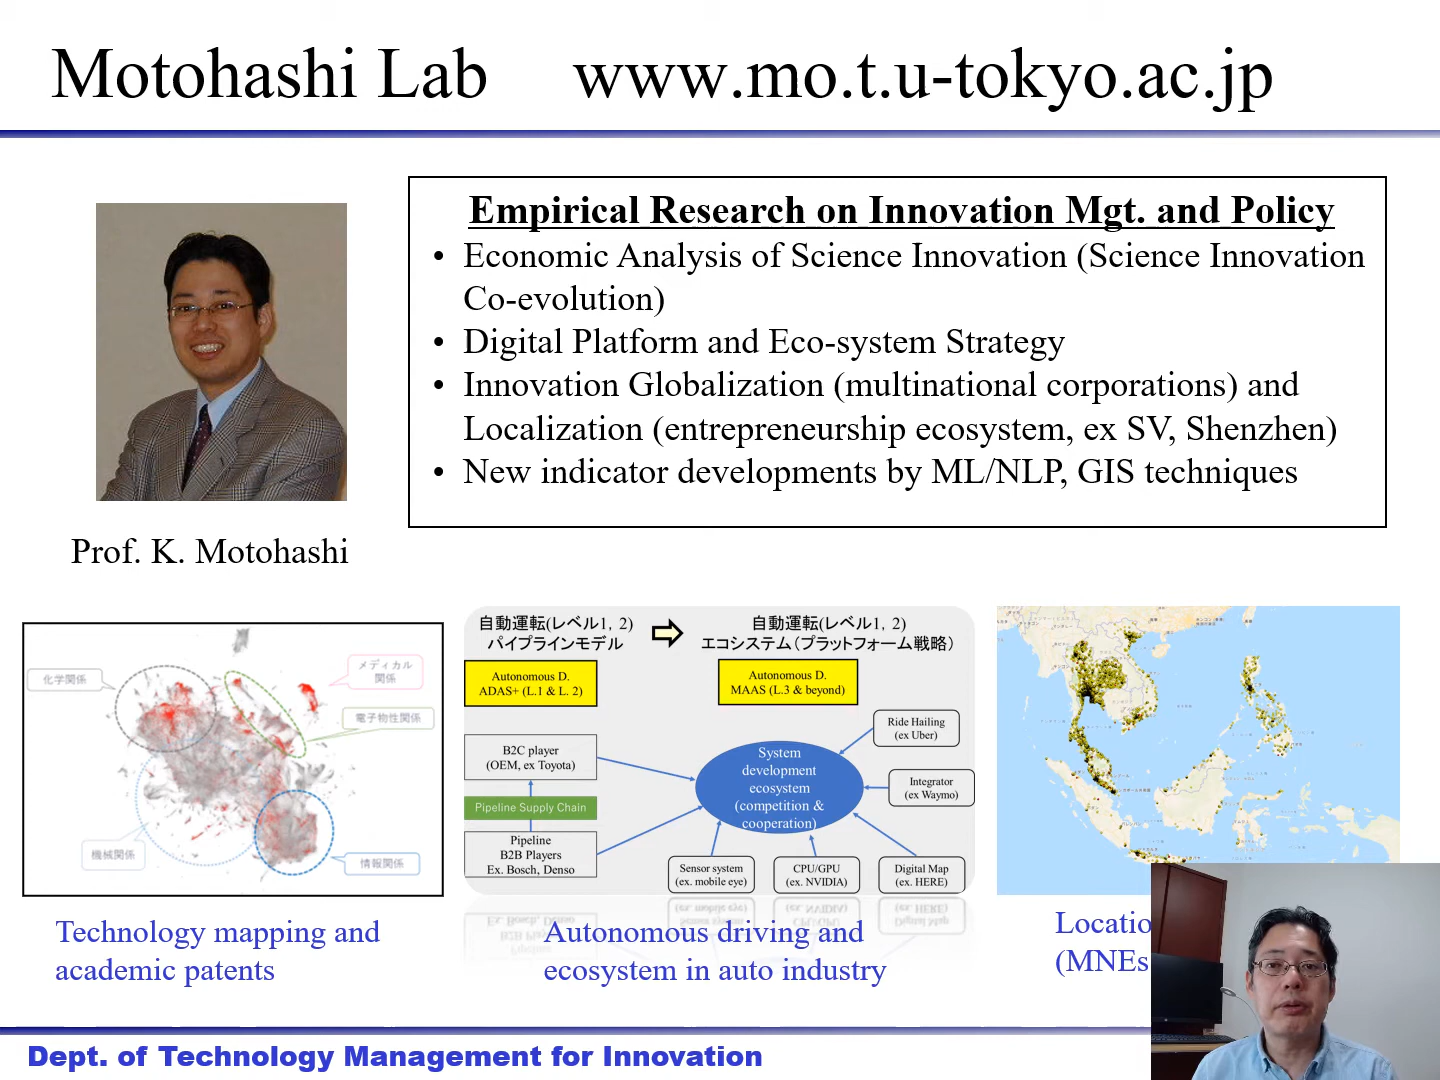 Motohashi Lab www.mo.t.u-tokyo.ac.jp
Empirical Research on Innovation Mgt. and Policy
• Economic Analysis of Science Innovation (Science Innovation
Co-evolution)
• Digital Platform and Eco-system Strategy
• Innovation Globalization (multinational corporations) and
Localization (entrepreneurship ecosystem, ex SV, Shenzhen)
• New indicator developments by ML/NLP, GIS techniques
Prof. K. Motohashi
化学関係
メディカル
関係
電子物性関係
機械関係
情報関係
Technology mapping and
academic patents
自動運転(レベル1, 2)
パイプラインモデル
自動運転(レベル1, 2)
エコシステム(プラットフォーム戦略)
Autonomous D.
ADAS+ (L.1 & L. 2)
Autonomous D.
MAAS (L.3 & beyond)
B2C player
(OEM, ex Toyota)
Pipeline Supply Chain
Pipeline
B2B Players
Ex. Bosch, Denso
System
development
ecosystem
(competition &
cooperation)
Ride Hailing
(ex Uber)
Integrator
(ex Waymo)
Sensor system
(ex. mobile eye)
CPU/GPU
(ex. NVIDIA)
Digital Map
(ex. HERE)
Autonomous driving and
ecosystem in auto industry
Locatio
(MNEs
Dept. of Technology Management for Innovation